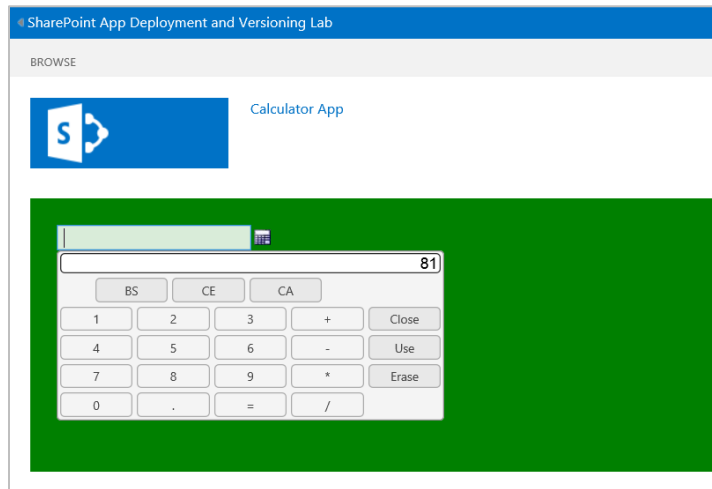 SharePoint App Deployment and Versioning Lab
BROWSE
S
Calculator App
81
BS CE CA
1 2 3 + Close
4 5 6 - Use
7 8 9 * Erase
0 . = /